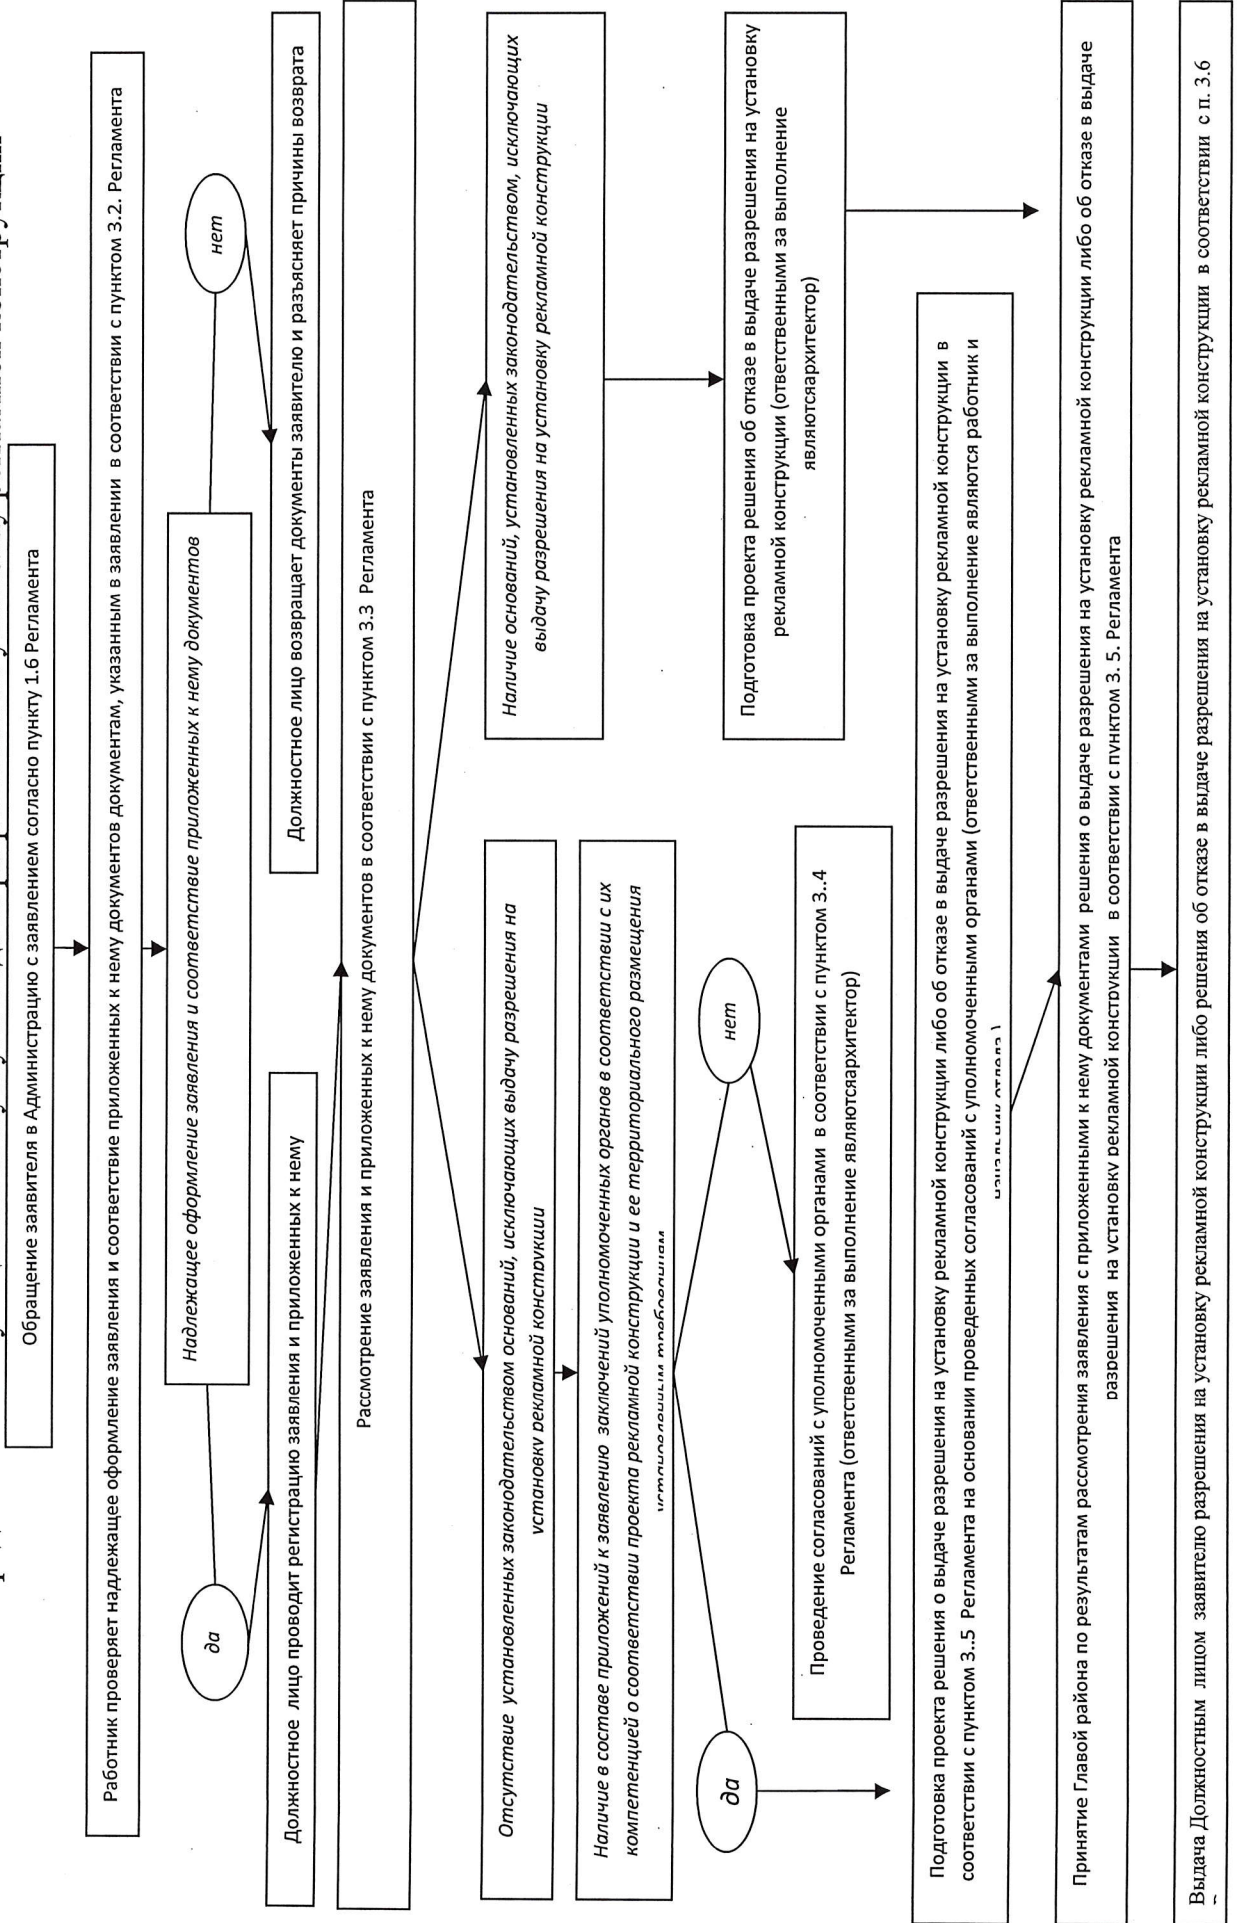 Обращение заявителя в Администрацию с заявлением согласно пункту 1.6 Регламента
Работник проверяет надлежащее оформление заявления и соответствие приложенных к нему документов документам, указанным в заявлении в соответствии с пунктом 3.2. Регламента
Надлежащее оформление заявления и соответствие приложенных к нему документов
да
нет
Должностное лицо проводит регистрацию заявления и приложенных к нему
Должностное лицо возвращает документы заявителю и разъясняет причины возврата
Рассмотрение заявления и приложенных к нему документов в соответствии с пунктом 3.3 Регламента
Отсутствие установленных законодательством оснований, исключающих выдачу разрешения на
установку рекламной конструкции
Наличие оснований, установленных законодательством, исключающих
выдачу разрешения на установку рекламной конструкции
Наличие в составе приложений к заявлению заключений уполномоченных органов в соответствии с их
компетенцией о соответствии проекта рекламной конструкции и ее территориального размещения
установленным требованиям
да
нет
Подготовка проекта решения об отказе в выдаче разрешения на установку
рекламной конструкции (ответственными за выполнение
являютсяархитектор)
Проведение согласований с уполномоченными органами в соответствии с пунктом 3..4
Регламента (ответственными за выполнение являютсяархитектор)
Подготовка проекта решения о выдаче разрешения на установку рекламной конструкции либо об отказе в выдаче разрешения на установку рекламной конструкции в
соответствии с пунктом 3..5 Регламента на основании проведенных согласований с уполномоченными органами (ответственными за выполнение являются работник и
начальник отдела )
Принятие Главой района по результатам рассмотрения заявления с приложенными к нему документами решения о выдаче разрешения на установку рекламной конструкции либо об отказе в выдаче
разрешения на установку рекламной конструкции в соответствии с пунктом 3. 5. Регламента
Выдача Должностным лицом заявителю разрешения на установку рекламной конструкции либо решения об отказе в выдаче разрешения на установку рекламной конструкции в соответствии с п. 3.6